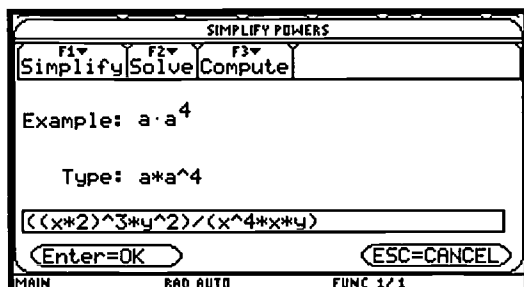 SIMPLIFY POWERS
F1▾ F2▾ F3▾
Simplify Solve Compute
Example: a·a^4
Type: a*a^4
((x*2)^3*y^2)/(x^4*x*y)
Enter=OK ESC=CANCEL
MAIN RAD AUTO FUNC 1/1